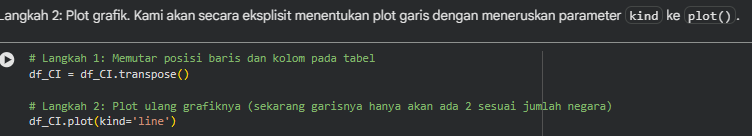 Langkah 2: Plot grafik. Kami akan secara eksplisit menentukan plot garis dengan meneruskan parameter kind ke plot().
# Langkah 1: Memutar posisi baris dan kolom pada tabel
df_CI = df_CI.transpose()
# Langkah 2: Plot ulang grafiknya (sekarang garisnya hanya akan ada 2 sesuai jumlah negara)
df_CI.plot(kind='line')